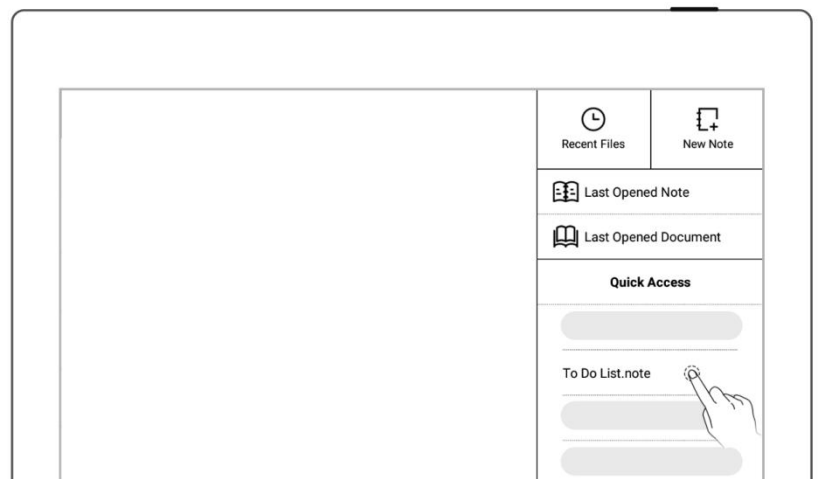 Recent Files
New Note
Last Opened Note
Last Opened Document
Quick Access
To Do List.note